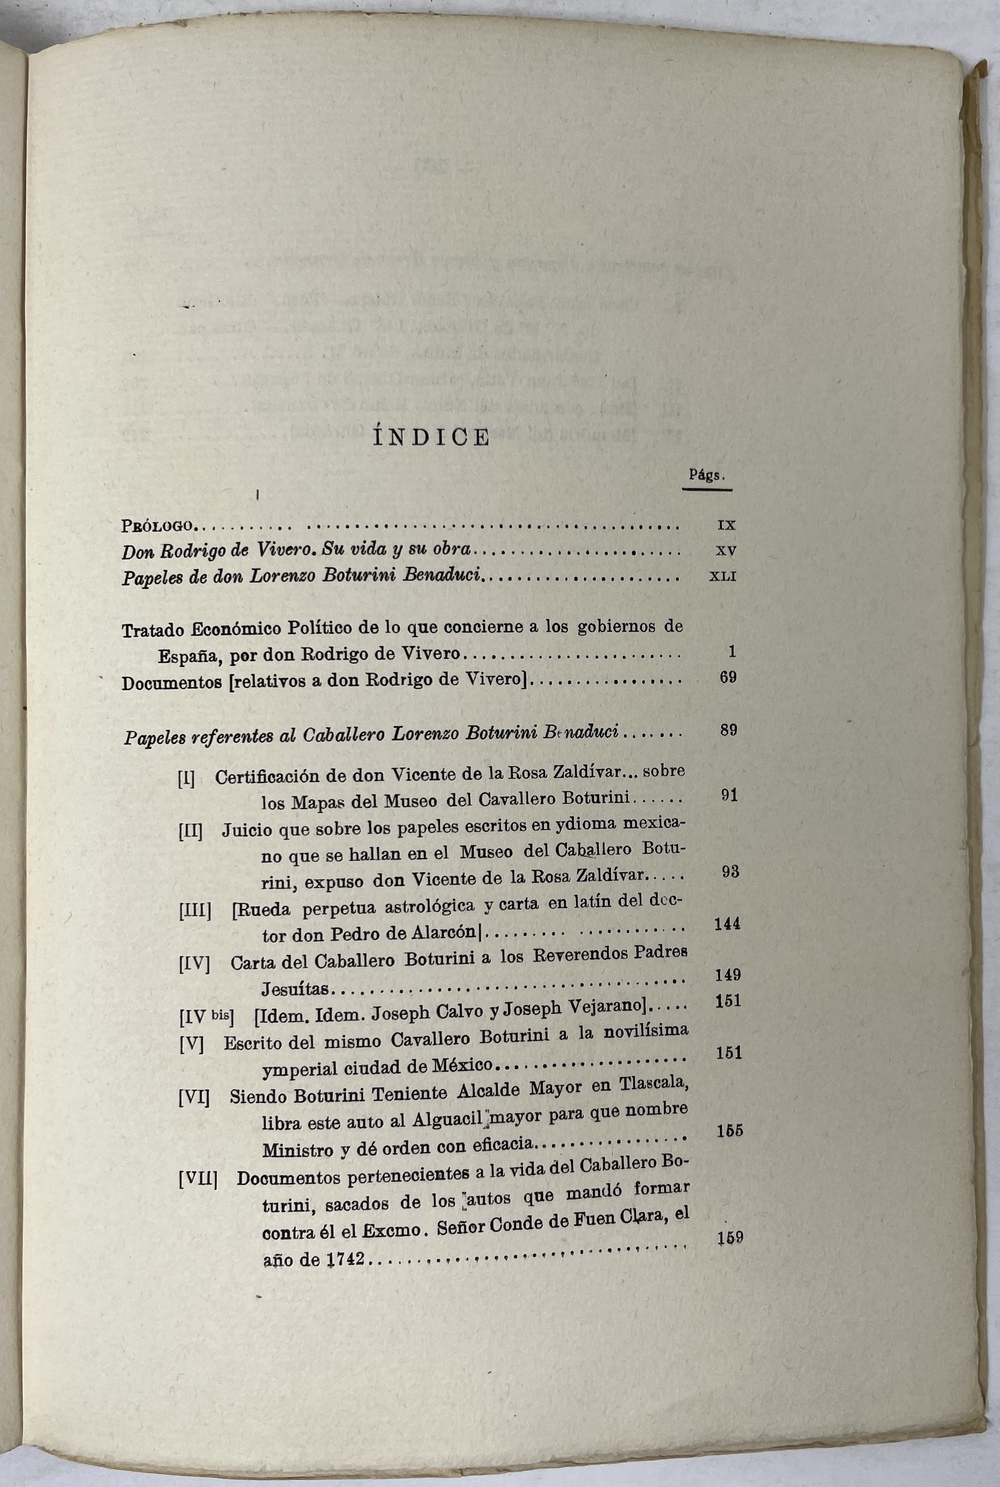 ÍNDICE
Págs.
PRÓLOGO.......... ...................................... IX
Don Rodrigo de Vivero. Su vida y su obra....................... XV
Papeles de don Lorenzo Boturini Benaduci...................... XLI
Tratado Económico Político de lo que concierne a los gobiernos de
España, por don Rodrigo de Vivero........................ 1
Documentos [relativos a don Rodrigo de Vivero]................. 69
Papeles referentes al Caballero Lorenzo Boturini Benaduci....... 89
[I] Certificación de don Vicente de la Rosa Zaldívar... sobre
los Mapas del Museo del Cavallero Boturini...... 91
[II] Juicio que sobre los papeles escritos en ydioma mexica-
no que se hallan en el Museo del Caballero Botu-
rini, expuso don Vicente de la Rosa Zaldívar..... 93
[III] [Rueda perpetua astrológica y carta en latín del doc-
tor don Pedro de Alarcón]......... ............ 144
[IV] Carta del Caballero Boturini a los Reverendos Padres
Jesuítas...................................... 149
[IV bis] [Idem. Idem. Joseph Calvo y Joseph Vejarano]..... 151
[V] Escrito del mismo Cavallero Boturini a la novilísima
ymperial ciudad de México..................... 151
[VI] Siendo Boturini Teniente Alcalde Mayor en Tlascala,
libra este auto al Alguacil mayor para que nombre
Ministro y dé orden con eficacia................. 155
[VII] Documentos pertenecientes a la vida del Caballero Bo-
turini, sacados de los autos que mandó formar
contra él el Excmo. Señor Conde de Fuen Clara, el
año de 1742.................................. 159